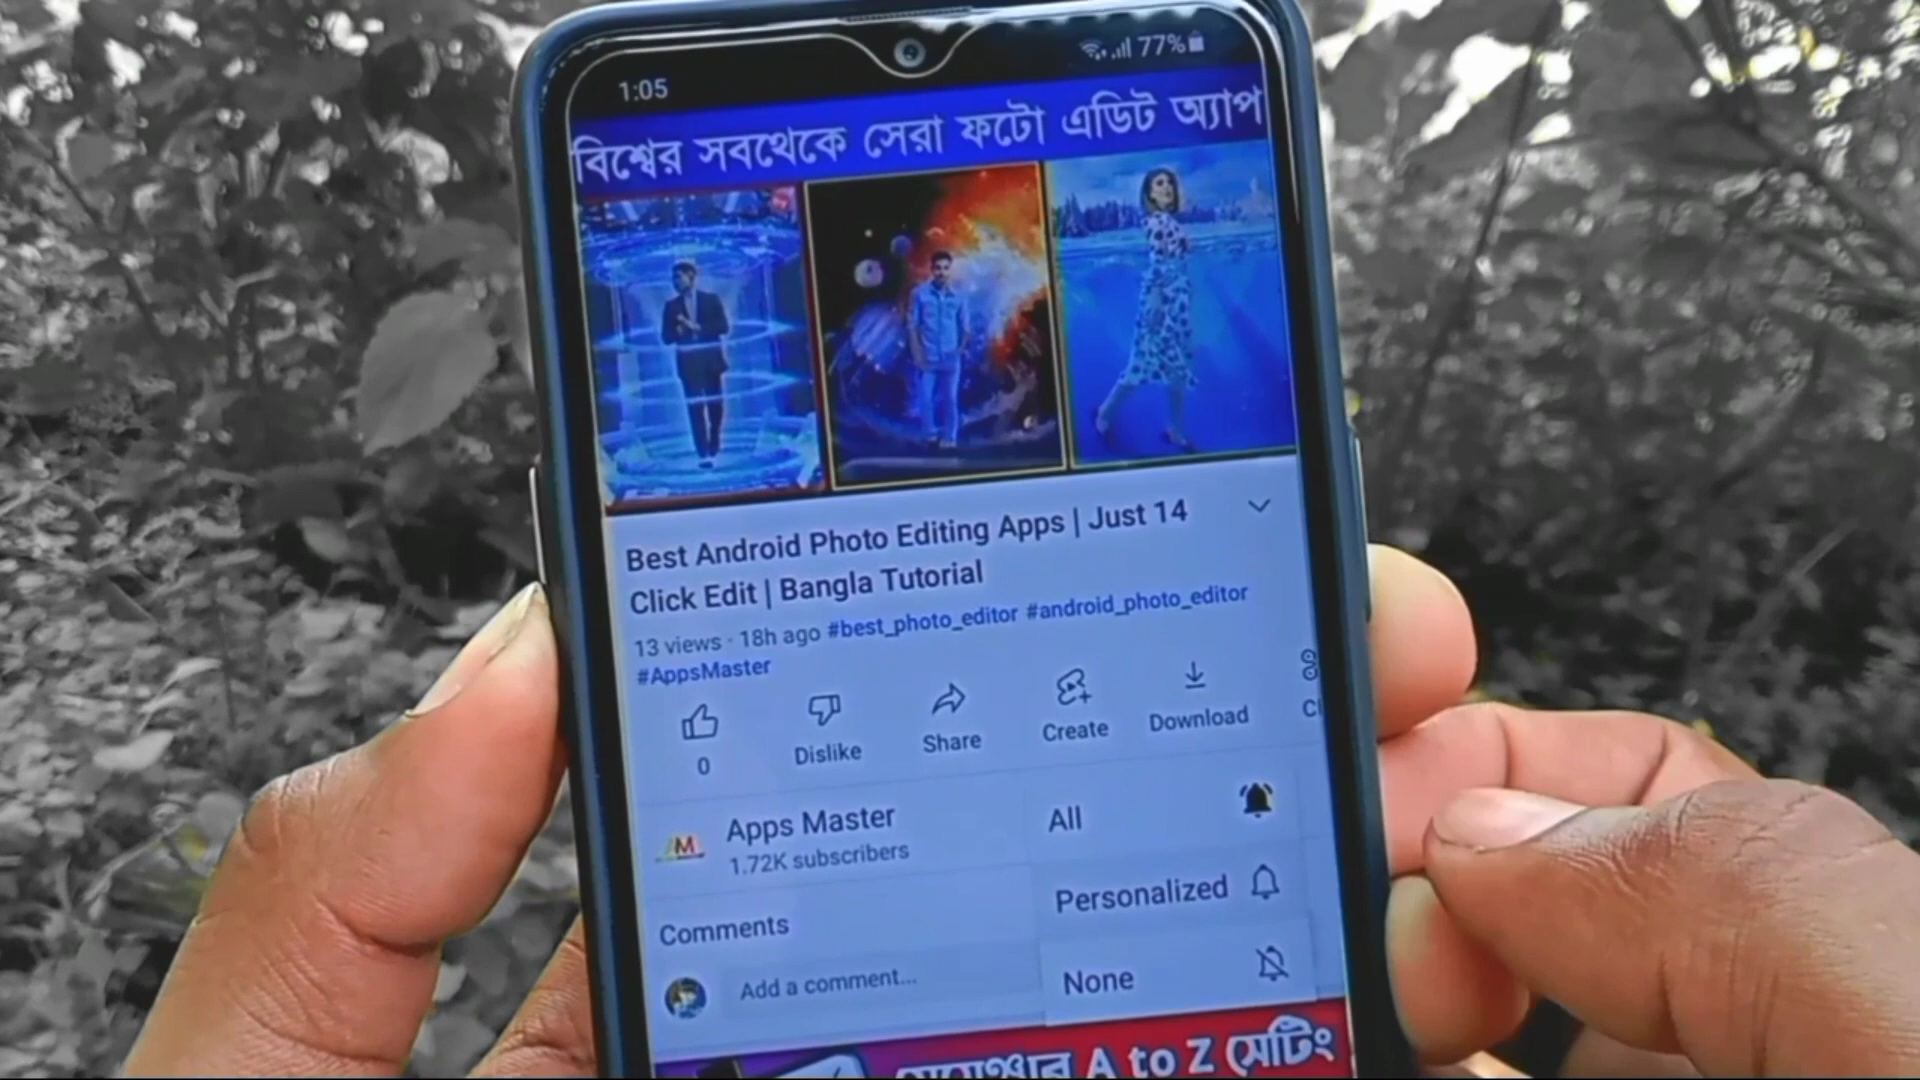 1:05
77%
বিশ্বের সবথেকে সেরা ফটো এডিট অ্যাপ
Best Android Photo Editing Apps | Just 14
Click Edit | Bangla Tutorial
13 views · 18h ago #best_photo_editor #android_photo_editor
#AppsMaster
0
Dislike
Share
Create
Download
M
Apps Master
1.72K subscribers
All
Personalized
None
Comments
Add a comment...
A to Z সেটিং